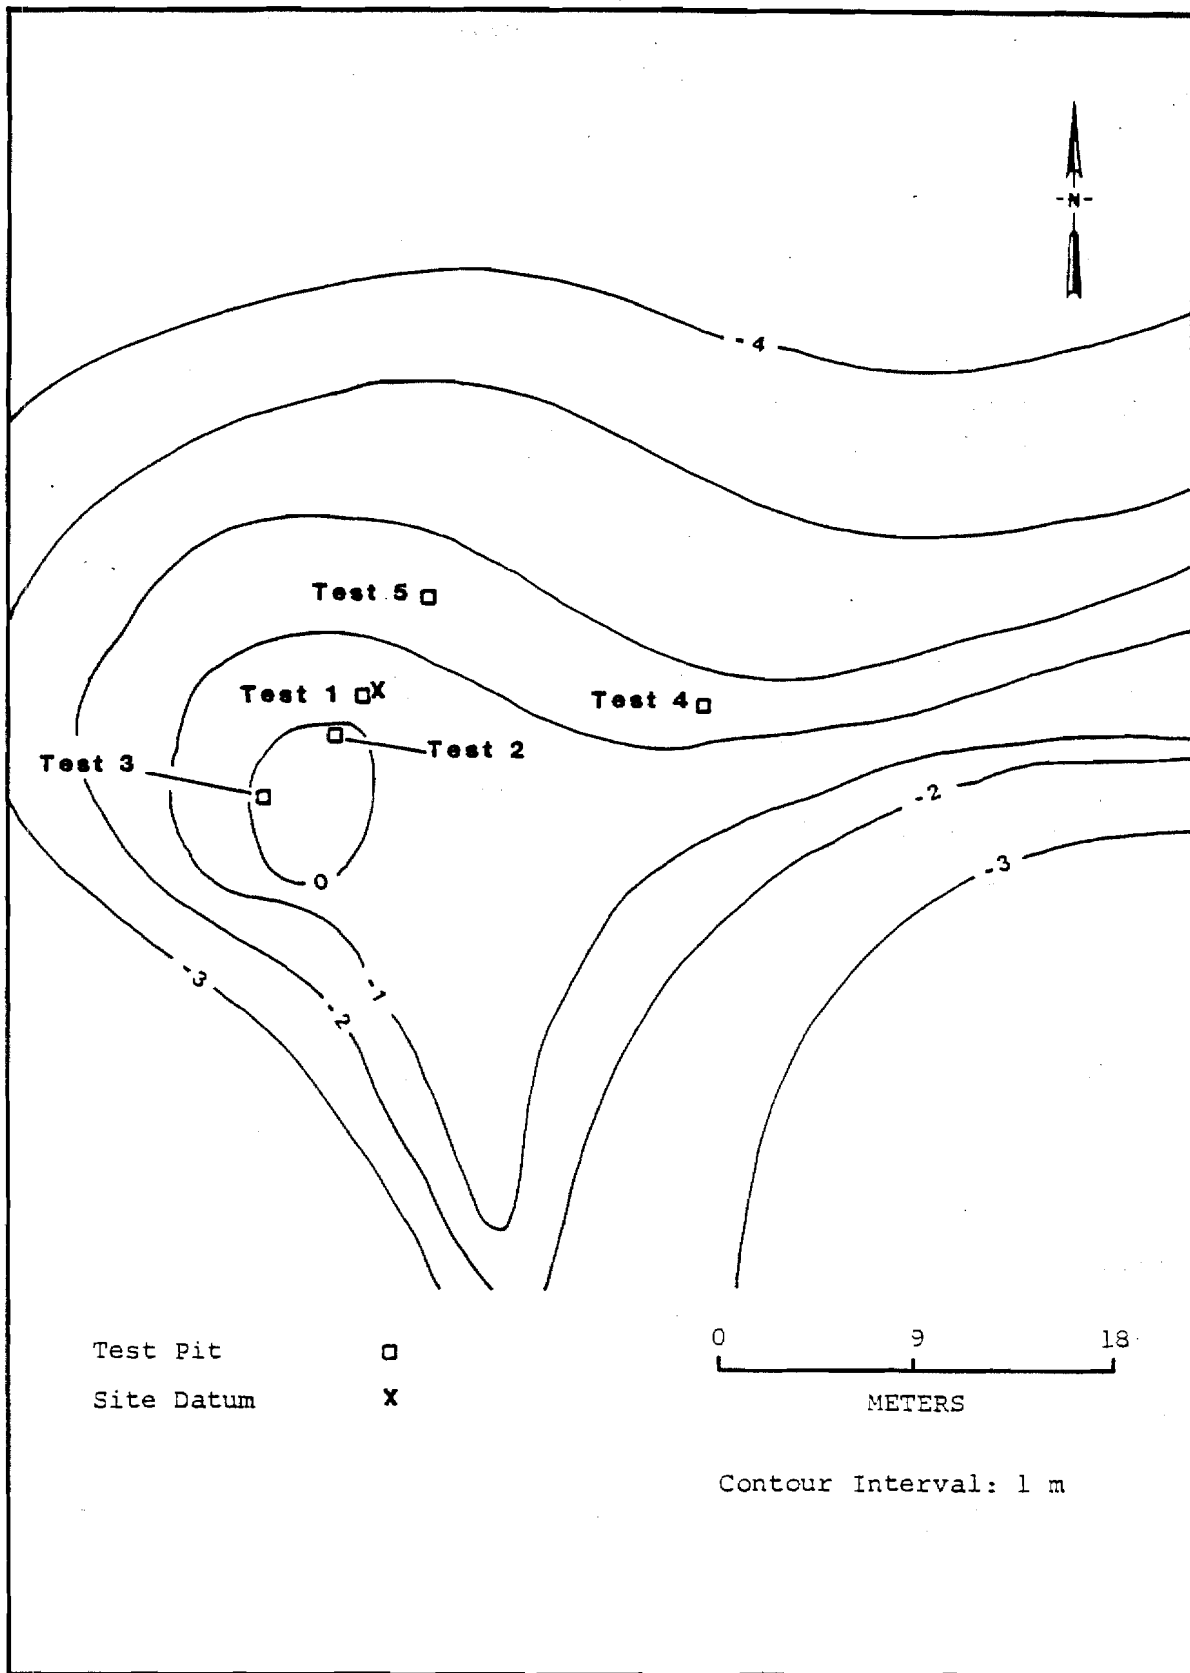 -N-
-4
Test 5
Test 1 X
Test 4
Test 2
Test 3
-2
-3
0
-3
-1
-2
0 9 18
Test Pit
Site Datum X
METERS
Contour Interval: 1 m